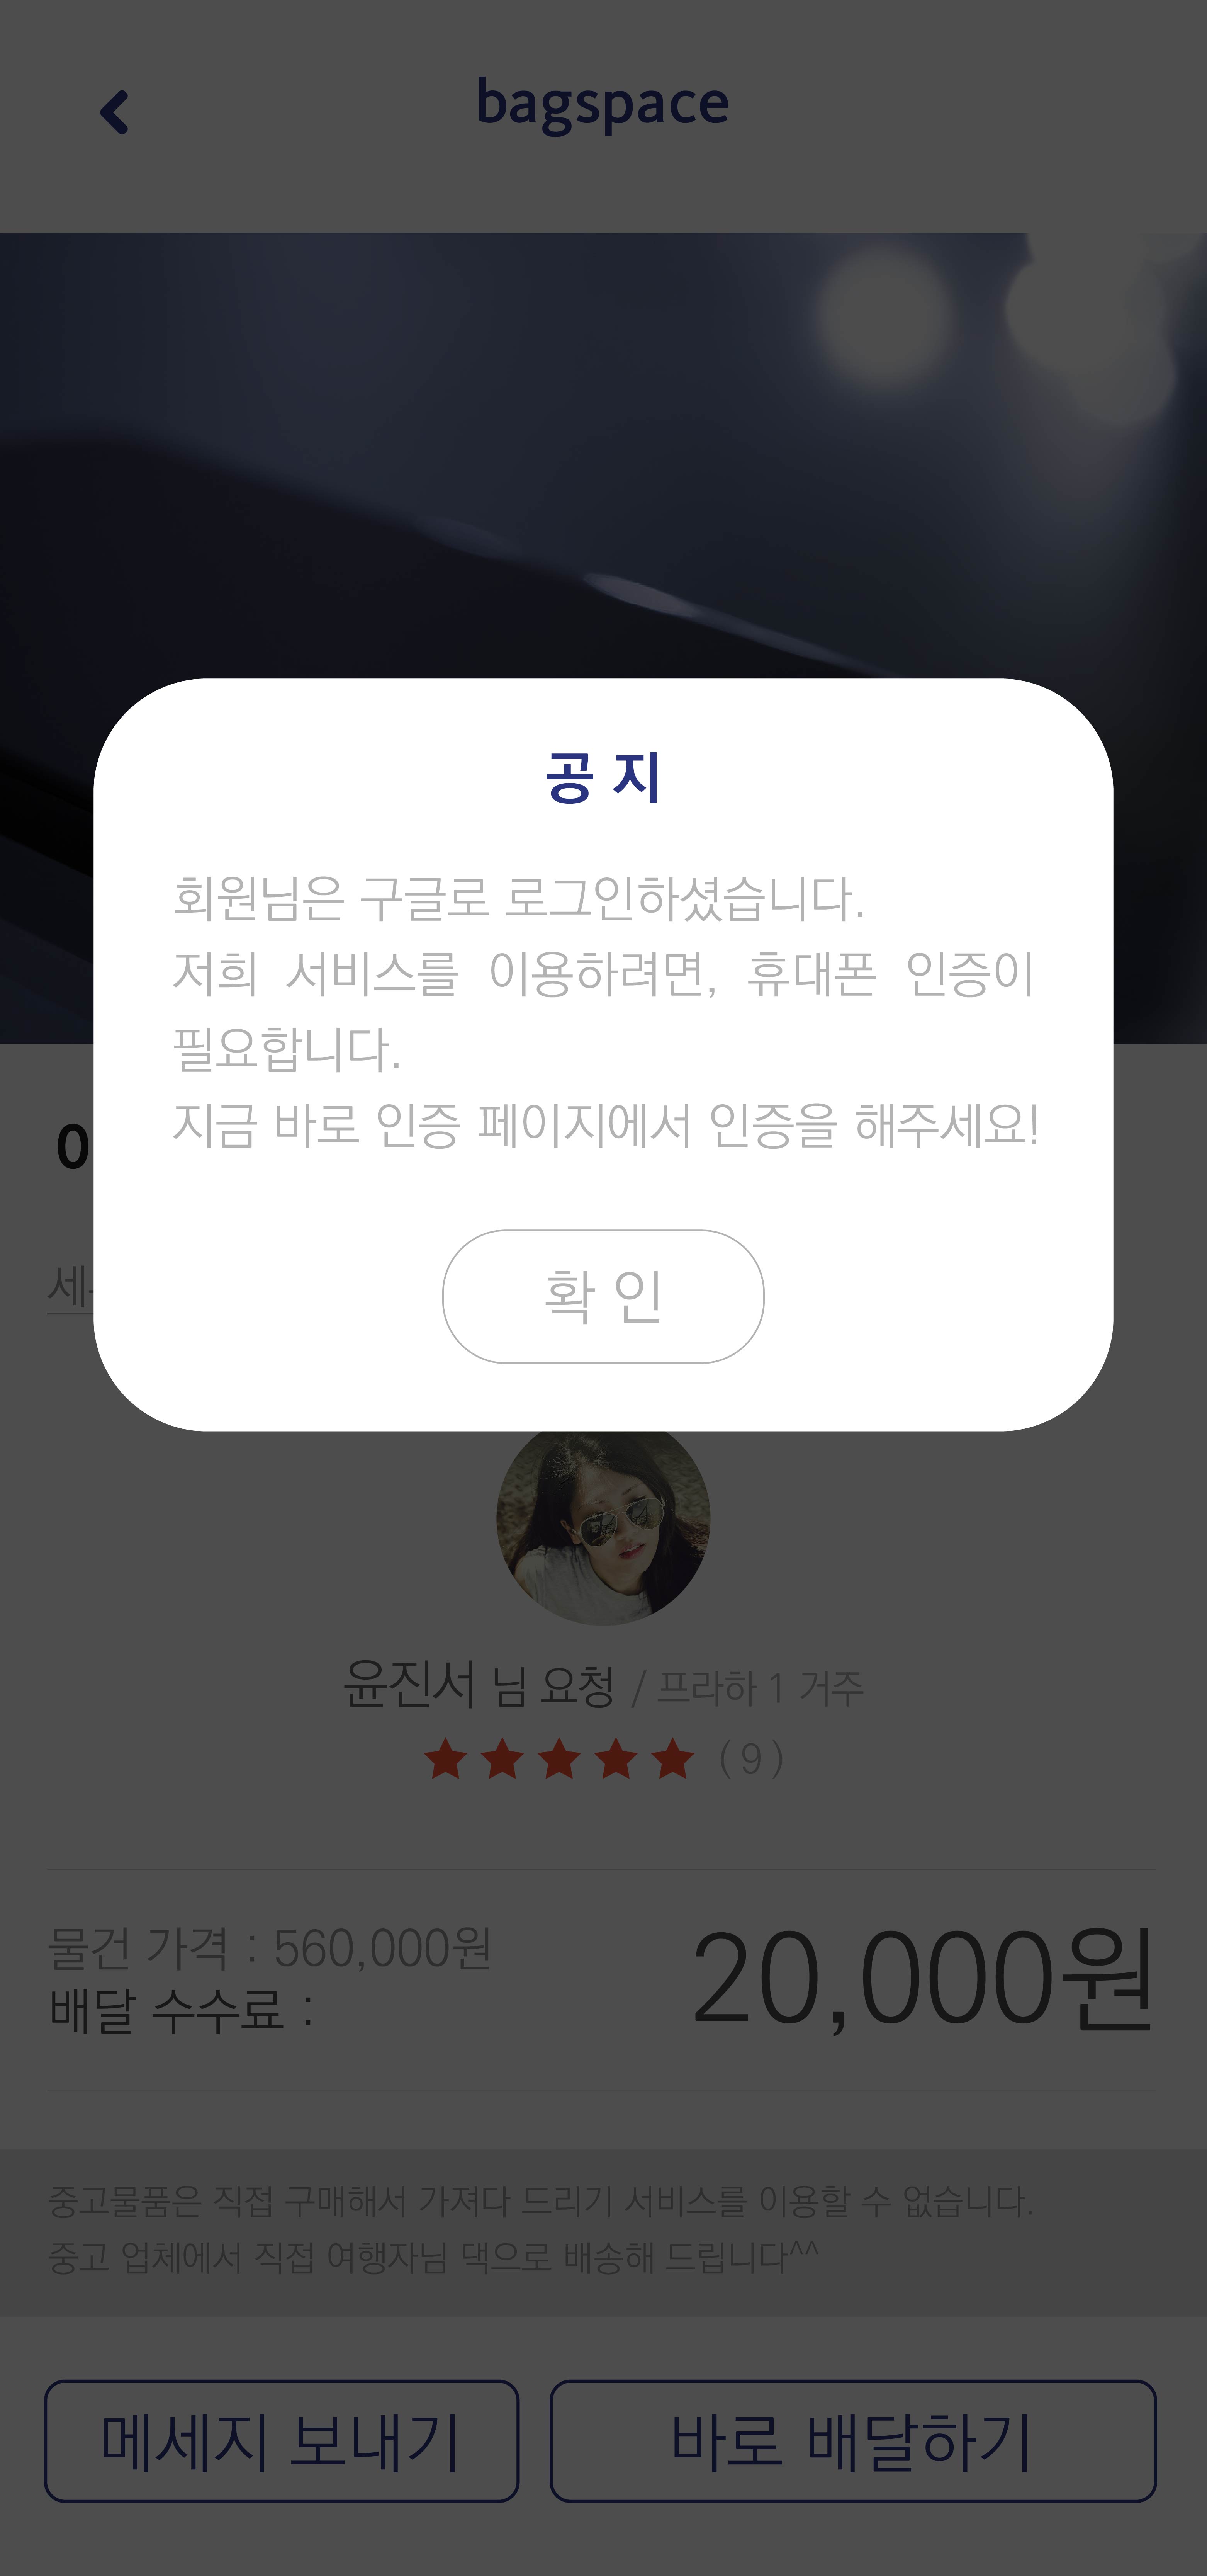 bagspace
공 지
회원님은 구글로 로그인하셨습니다.
저희 서비스를 이용하려면, 휴대폰 인증이
필요합니다.
지금 바로 인증 페이지에서 인증을 해주세요!
확 인
윤진서 님 요청 / 프라하 1 거주
( 9 )
물건 가격 : 560,000원
배달 수수료 :
20,000원
중고물품은 직접 구매해서 가져다 드리기 서비스를 이용할 수 없습니다.
중고 업체에서 직접 여행자님 댁으로 배송해 드립니다^^
메세지 보내기
바로 배달하기